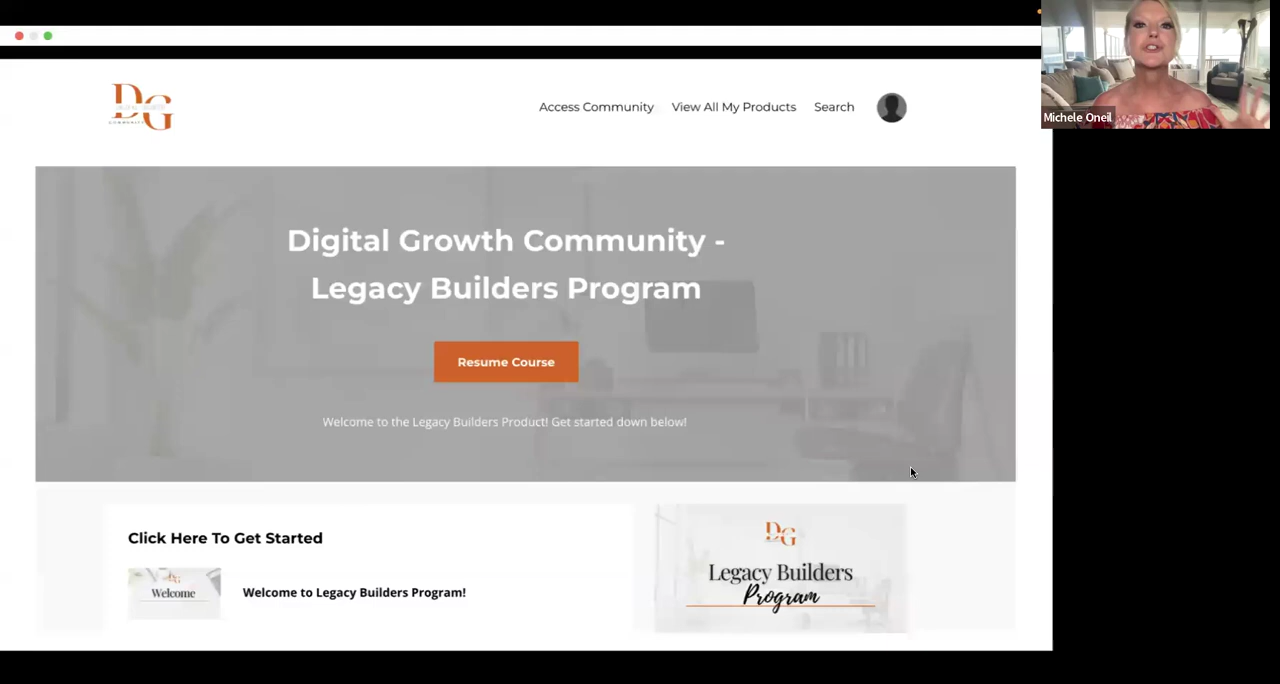 DG
Access Community
View All My Products
Search
Michele Oneil
Digital Growth Community -
Legacy Builders Program
Resume Course
Welcome to the Legacy Builders Product! Get started down below!
Click Here To Get Started
DG
Welcome
Welcome to Legacy Builders Program!
DG
Legacy Builders
Program